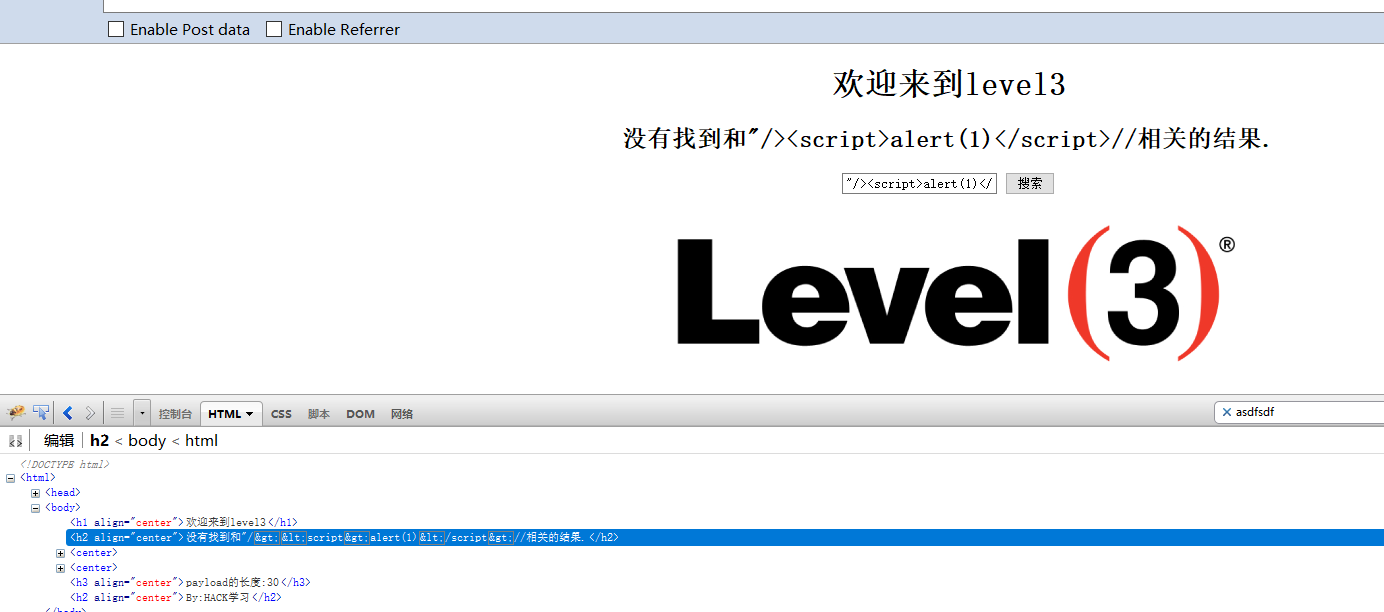 Enable Post data Enable Referrer
欢迎来到level3
没有找到和"/><script>alert(1)</script>//相关的结果.
"/><script>alert(1)</ 搜索
Level(3)®
控制台 HTML CSS 脚本 DOM 网络 asdfsdf
编辑 h2 < body < html
<!DOCTYPE html>
<html>
<head>
<body>
<h1 align="center">欢迎来到level3</h1>
<h2 align="center">没有找到和"/&gt;&lt;script&gt;alert(1)&lt;/script&gt;//相关的结果.</h2>
<center>
<center>
<h3 align="center">payload的长度:30</h3>
<h2 align="center">By:HACK学习</h2>
</body>